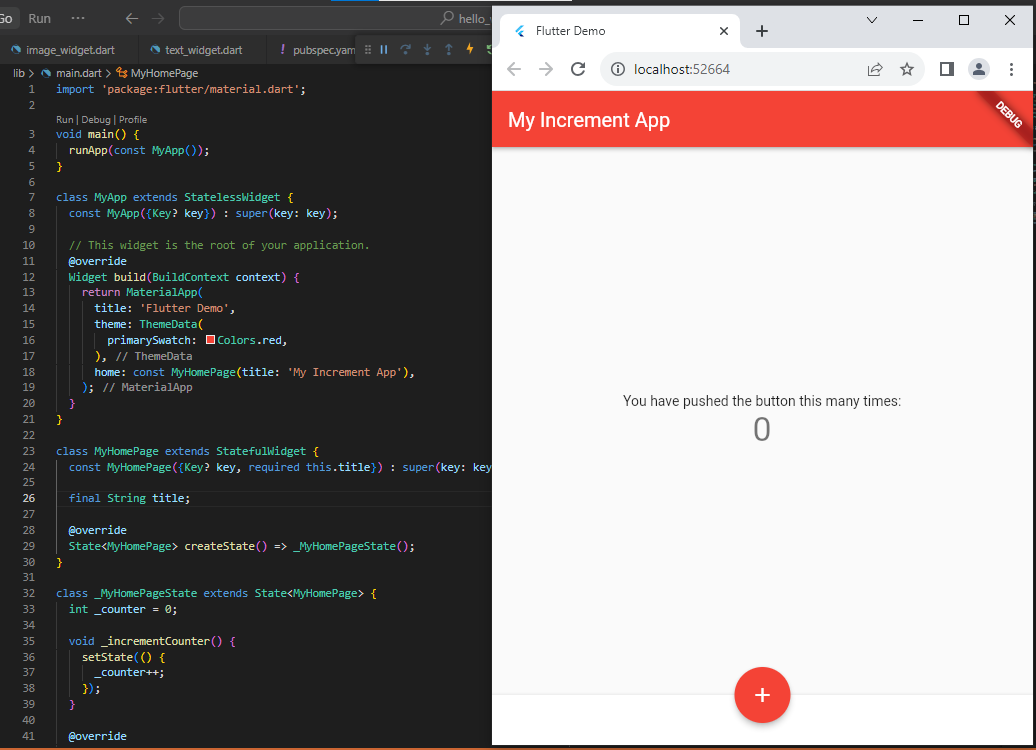 Go Run ... hello_
image_widget.dart text_widget.dart ! pubspec.yam
lib > main.dart > MyHomePage
1 import 'package:flutter/material.dart';
2
Run | Debug | Profile
3 void main() {
4 runApp(const MyApp());
5 }
6
7 class MyApp extends StatelessWidget {
8 const MyApp({Key? key}) : super(key: key);
9
10 // This widget is the root of your application.
11 @override
12 Widget build(BuildContext context) {
13 return MaterialApp(
14 title: 'Flutter Demo',
15 theme: ThemeData(
16 primarySwatch: Colors.red,
17 ), // ThemeData
18 home: const MyHomePage(title: 'My Increment App'),
19 ); // MaterialApp
20 }
21 }
22
23 class MyHomePage extends StatefulWidget {
24 const MyHomePage({Key? key, required this.title}) : super(key: key
25
26 final String title;
27
28 @override
29 State<MyHomePage> createState() => _MyHomePageState();
30 }
31
32 class _MyHomePageState extends State<MyHomePage> {
33 int _counter = 0;
34
35 void _incrementCounter() {
36 setState(() {
37 _counter++;
38 });
39 }
40
41 @override
Flutter Demo
localhost:52664
My Increment App
DEBUG
You have pushed the button this many times:
0
+